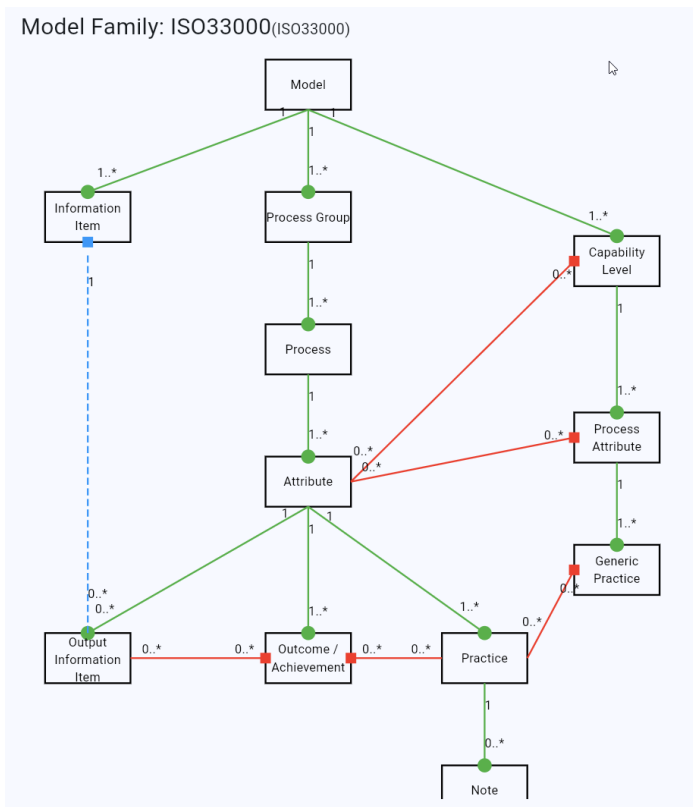 Model Family: ISO33000(ISO33000)
Model
1
1
1
1..*
1..*
1..*
Information
Item
Process Group
Capability
Level
0..*
1
1
1
1..*
Process
1
1..*
1..*
0..*
0..*
0..*
Process
Attribute
Attribute
1
1
1
1
1..*
Generic
Practice
0..*
0..*
0..*
1..*
1..*
0..*
Output
Information
Item
0..*
0..*
Outcome /
Achievement
0..*
0..*
Practice
1
0..*
Note